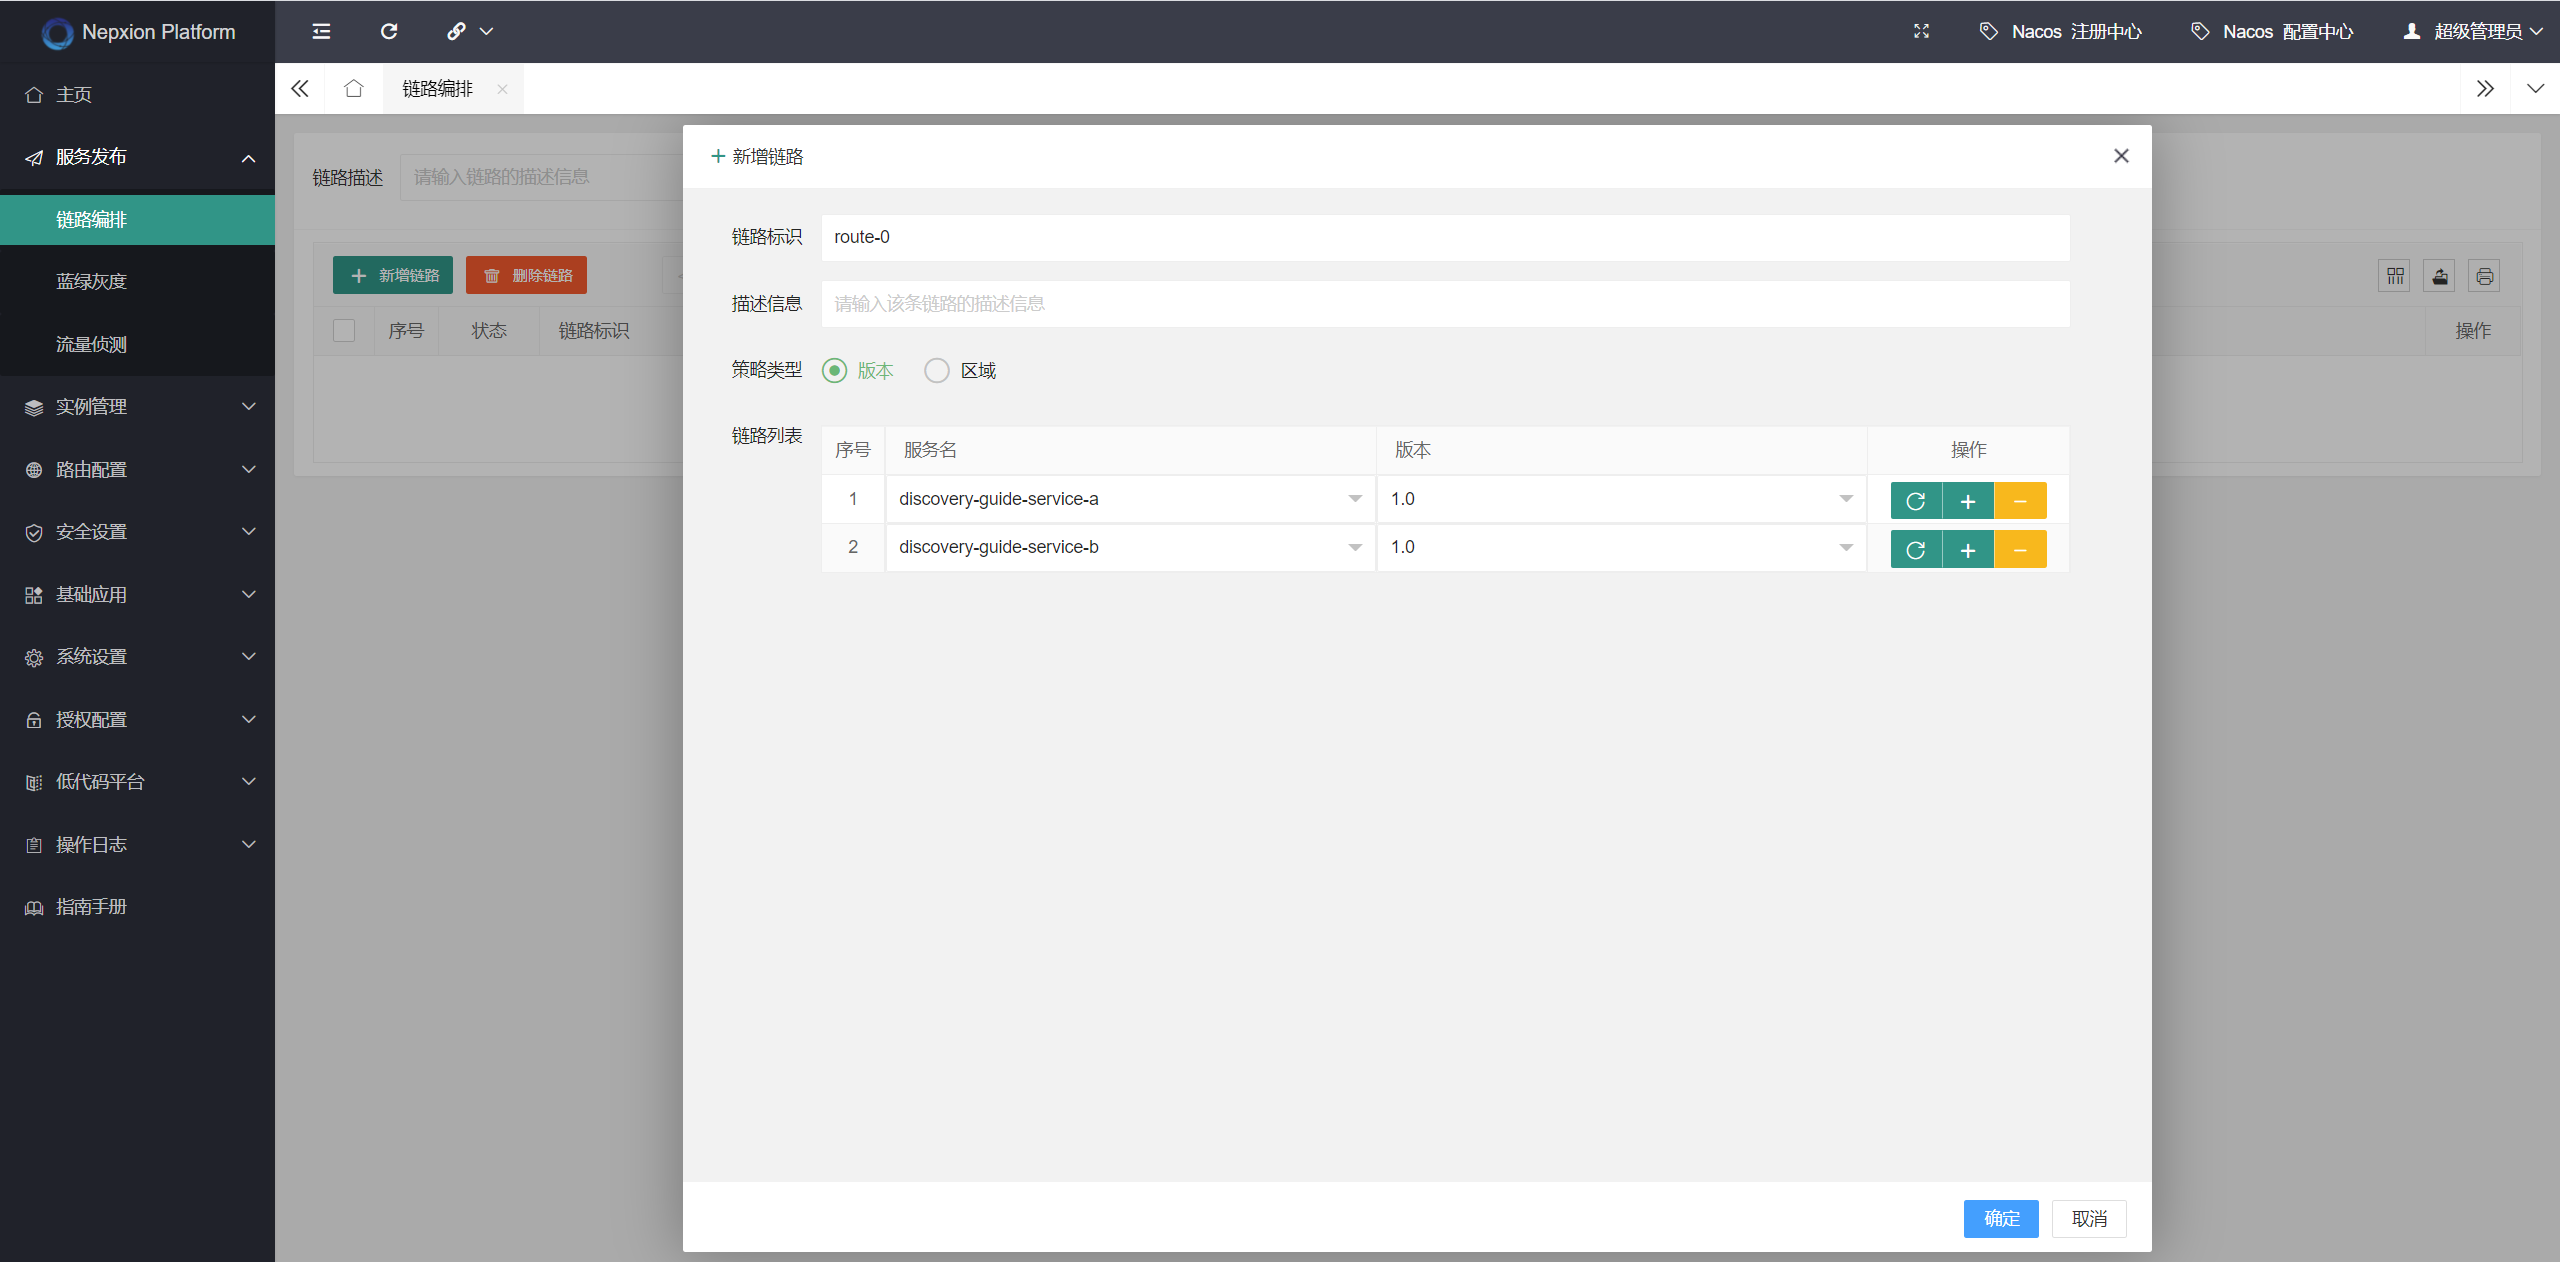 Nepxion Platform
Nacos 注册中心
Nacos 配置中心
超级管理员
主页
服务发布
链路编排
蓝绿灰度
流量侦测
实例管理
路由配置
安全设置
基础应用
系统设置
授权配置
低代码平台
操作日志
指南手册
链路编排
链路描述 请输入链路的描述信息
新增链路 删除链路
序号 状态 链路标识 操作
新增链路
链路标识 route-0
描述信息 请输入该条链路的描述信息
策略类型 版本 区域
链路列表
序号 服务名 版本 操作
1 discovery-guide-service-a 1.0
2 discovery-guide-service-b 1.0
确定 取消